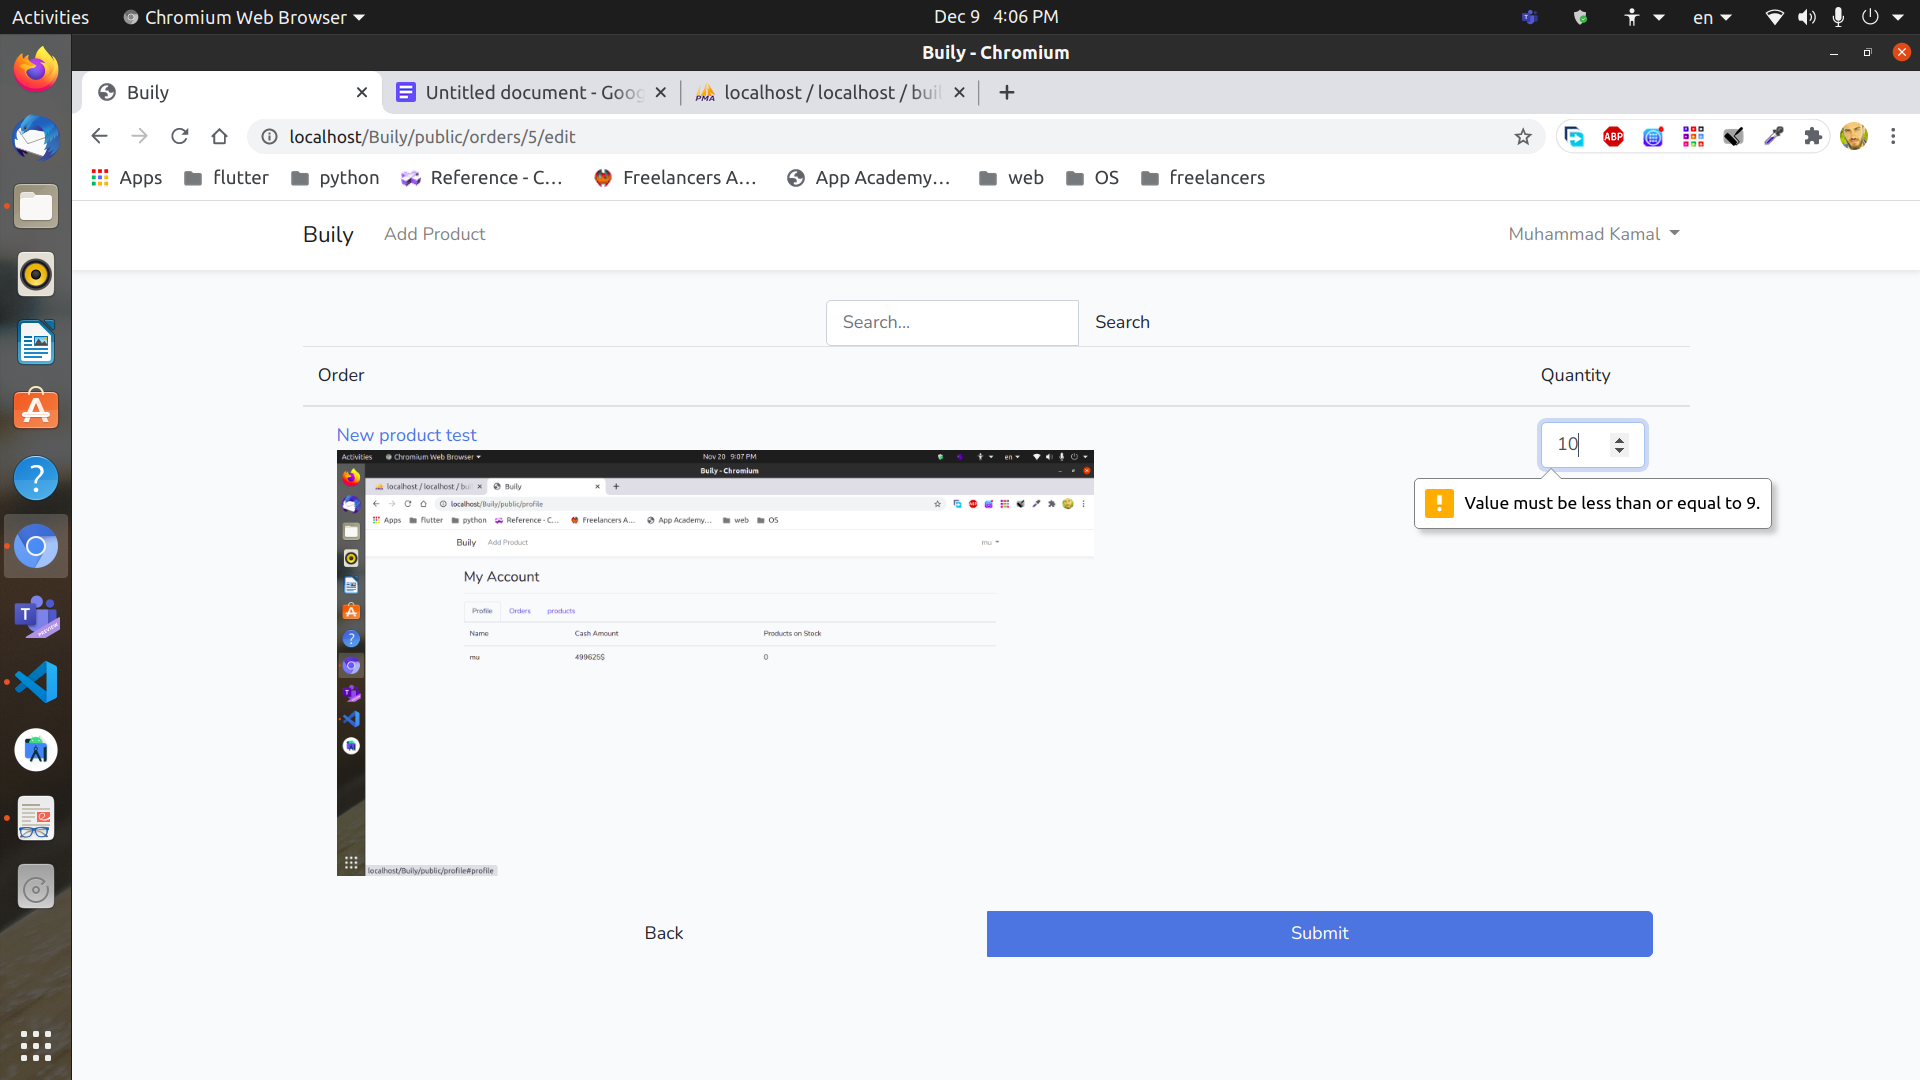 Activities Chromium Web Browser Dec 9 4:06 PM en
Buily - Chromium
Buily Untitled document - Goog localhost / localhost / buil
localhost/Buily/public/orders/5/edit
ABP
Apps flutter python Reference - C... Freelancers A... App Academy... web OS freelancers
Buily Add Product Muhammad Kamal
Search... Search
Order Quantity
New product test
10
Value must be less than or equal to 9.
Activities Chromium Web Browser Nov 20 9:07 PM en
Buily - Chromium
localhost / localhost / bui Buily
localhost/Buily/public/profile
Apps flutter python Reference - C... Freelancers A... App Academy... web OS
Buily Add Product mu
My Account
Profile Orders products
Name Cash Amount Products on Stock
mu 499625$ 0
localhost/Buily/public/profile#profile
Back Submit